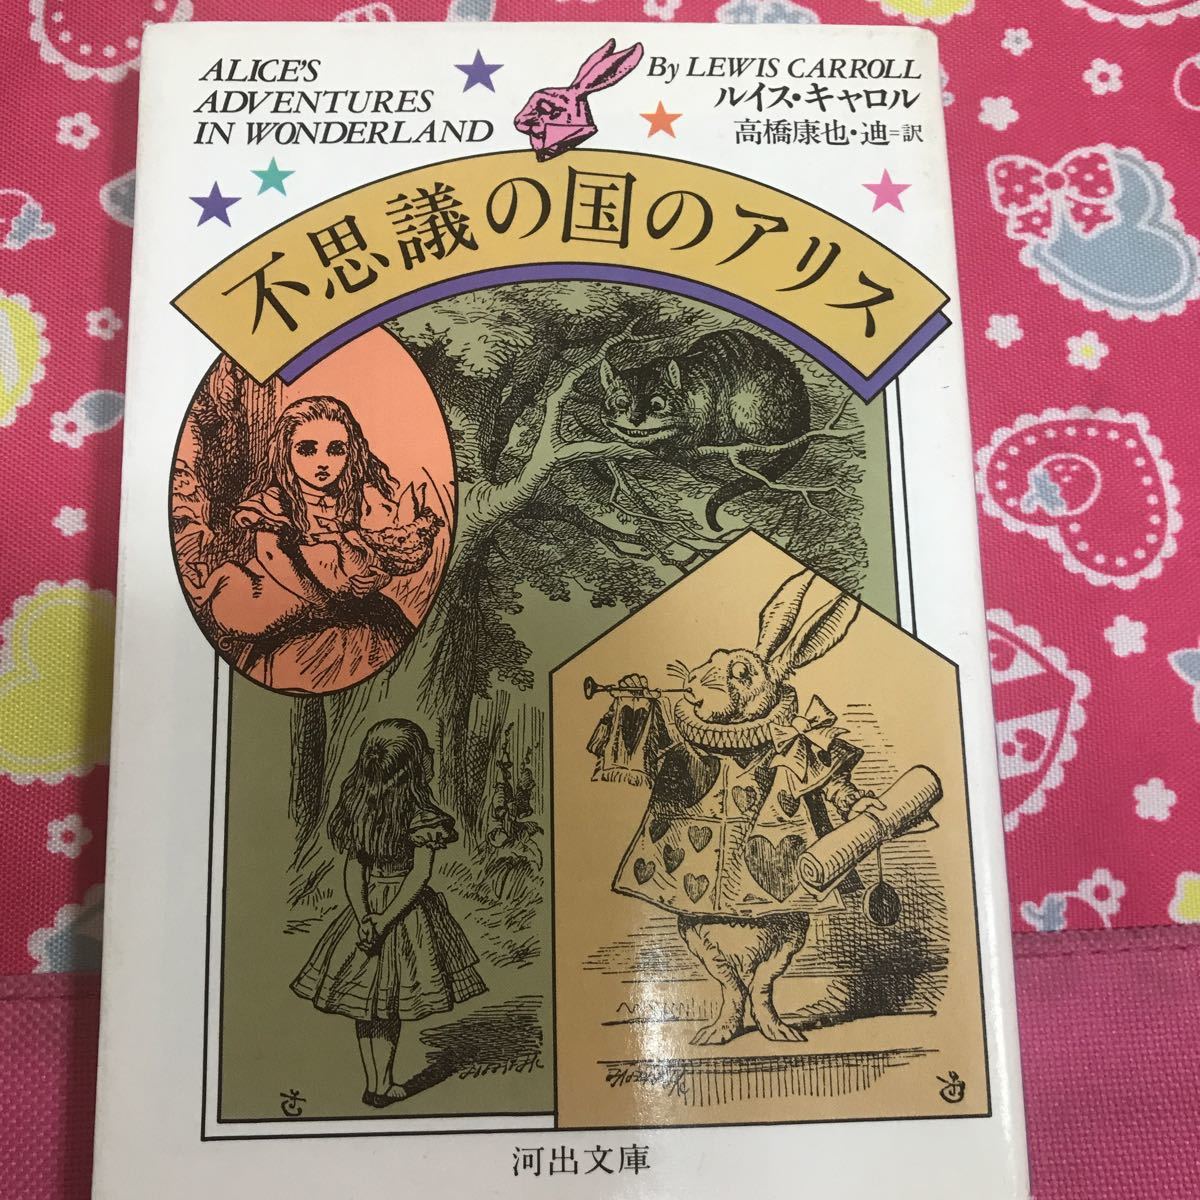 ALICE'S
ADVENTURES
IN WONDERLAND
By LEWIS CARROLL
ルイス・キャロル
高橋康也・迪=訳
不思議の国のアリス
河出文庫